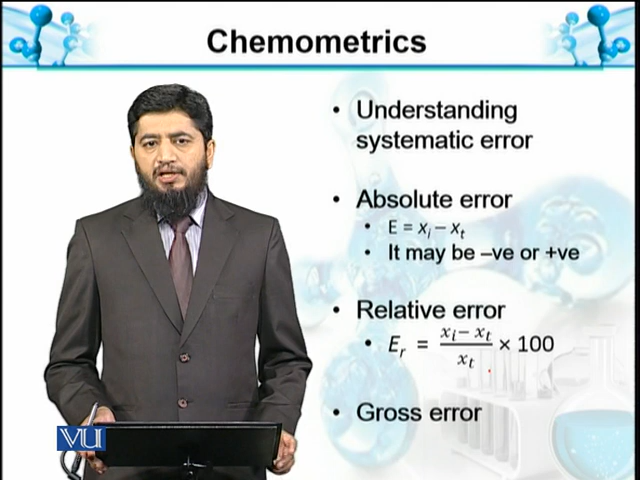 Chemometrics
• Understanding
systematic error
• Absolute error
• E = xᵢ – xₜ
• It may be –ve or +ve
• Relative error
• Eᵣ = (xᵢ – xₜ)/xₜ × 100
• Gross error
VU